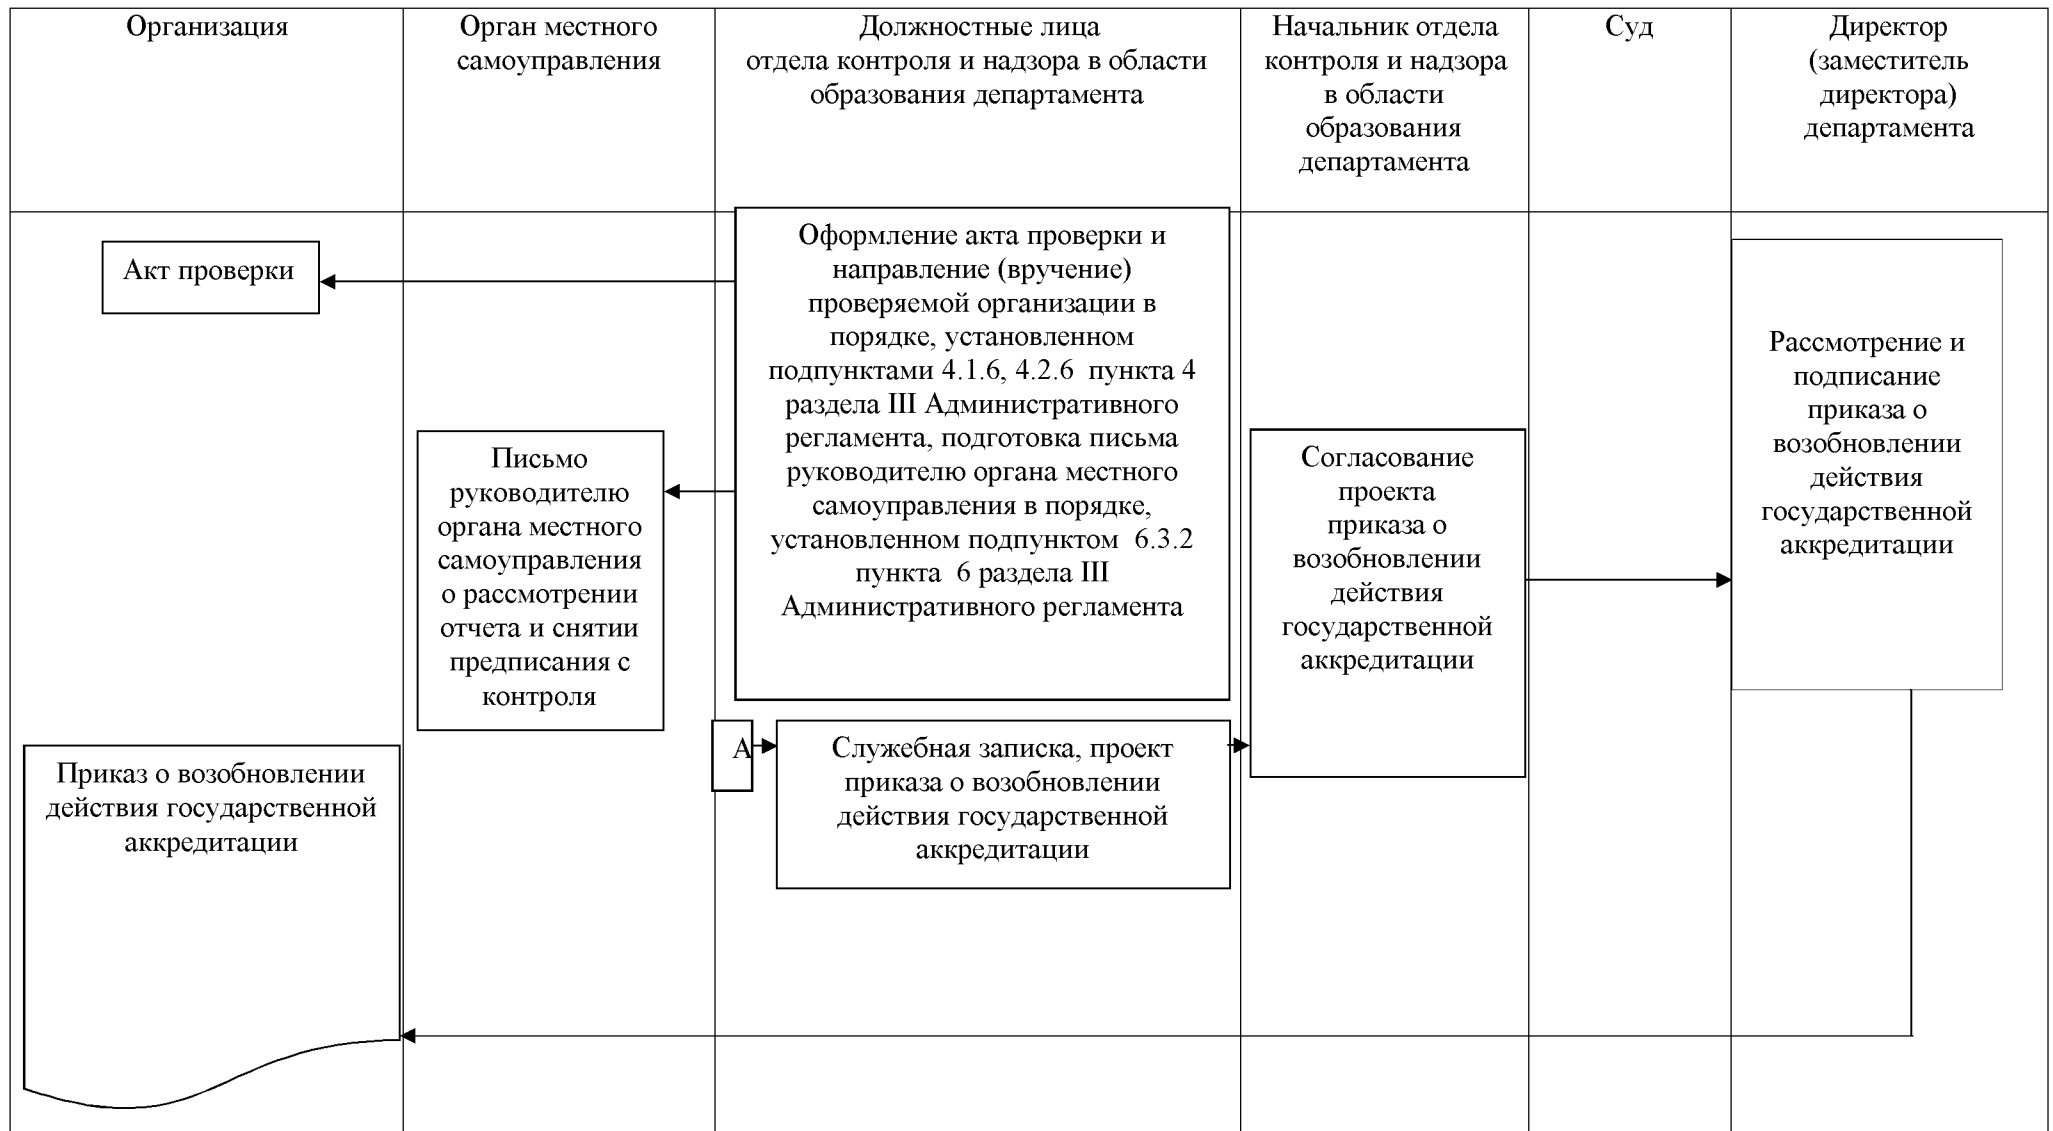 Организация
Орган местного
самоуправления
Должностные лица
отдела контроля и надзора в области
образования департамента
Начальник отдела
контроля и надзора
в области
образования
департамента
Суд
Директор
(заместитель
директора)
департамента
Акт проверки
Оформление акта проверки и
направление (вручение)
проверяемой организации в
порядке, установленном
подпунктами 4.1.6, 4.2.6 пункта 4
раздела III Административного
регламента, подготовка письма
руководителю органа местного
самоуправления в порядке,
установленном подпунктом 6.3.2
пункта 6 раздела III
Административного регламента
Рассмотрение и
подписание
приказа о
возобновлении
действия
государственной
аккредитации
Письмо
руководителю
органа местного
самоуправления
о рассмотрении
отчета и снятии
предписания с
контроля
Согласование
проекта
приказа о
возобновлении
действия
государственной
аккредитации
А
Служебная записка, проект
приказа о возобновлении
действия государственной
аккредитации
Приказ о возобновлении
действия государственной
аккредитации